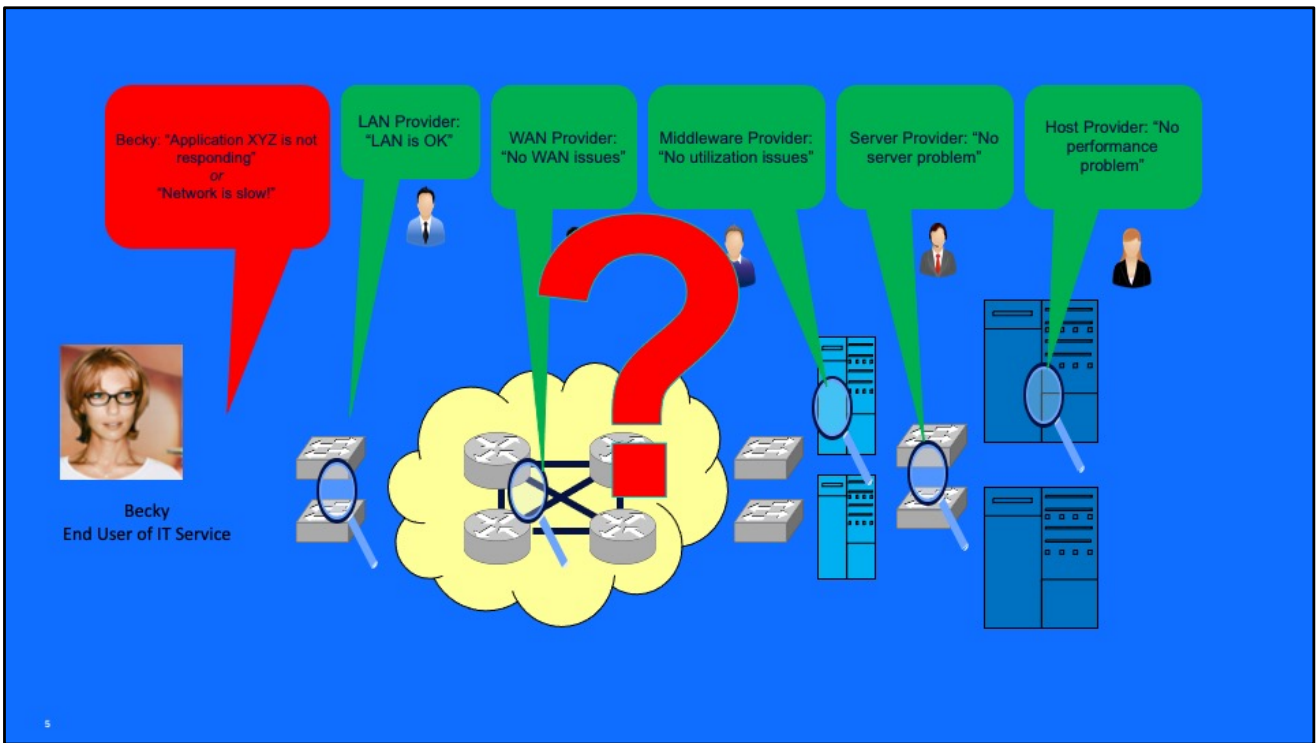 Becky: “Application XYZ is not
responding”
or
“Network is slow!”
LAN Provider:
“LAN is OK”
WAN Provider:
“No WAN issues”
Middleware Provider:
“No utilization issues”
Server Provider: “No
server problem”
Host Provider: “No
performance
problem”
?
Becky
End User of IT Service
5